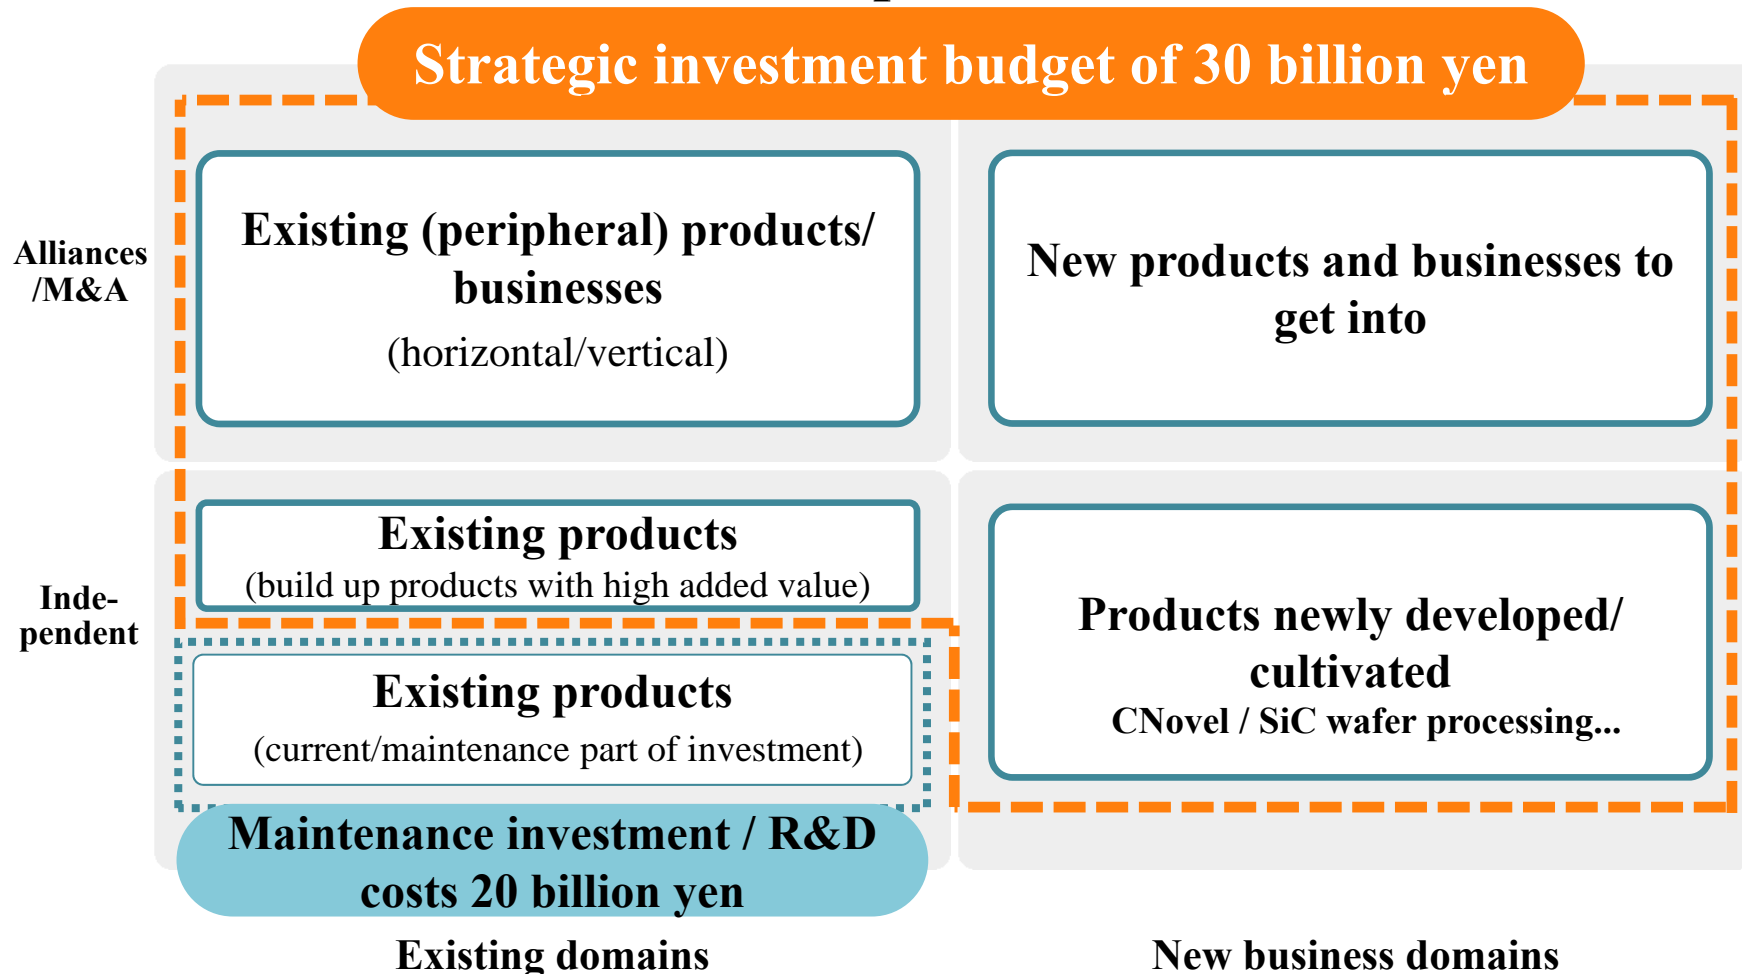 Strategic investment budget of 30 billion yen
Alliances
/M&A
Existing (peripheral) products/
businesses
(horizontal/vertical)
New products and businesses to
get into
Inde-
pendent
Existing products
(build up products with high added value)
Existing products
(current/maintenance part of investment)
Products newly developed/
cultivated
CNovel / SiC wafer processing...
Maintenance investment / R&D
costs 20 billion yen
Existing domains
New business domains